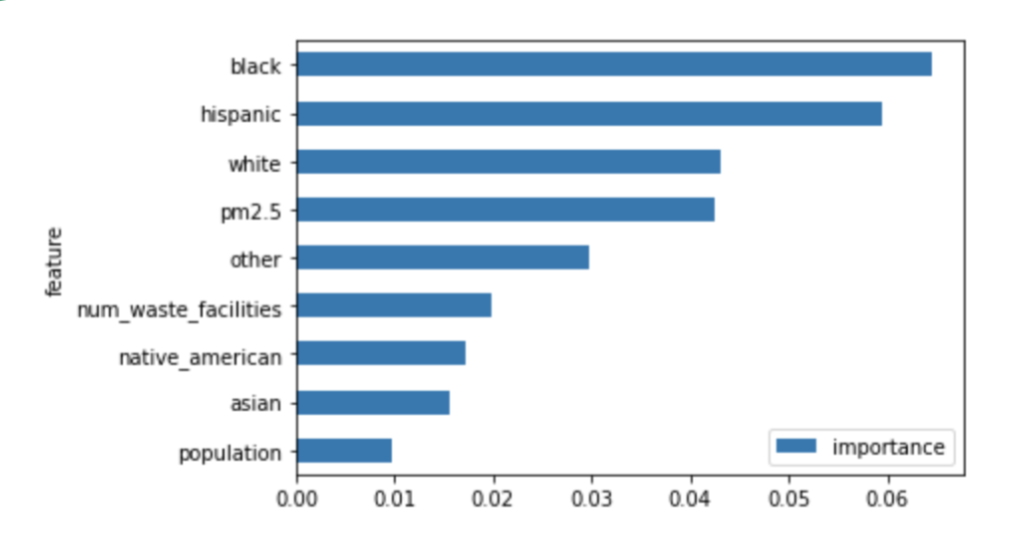 black
hispanic
white
pm2.5
other
num_waste_facilities
native_american
asian
population
feature
importance
0.00 0.01 0.02 0.03 0.04 0.05 0.06